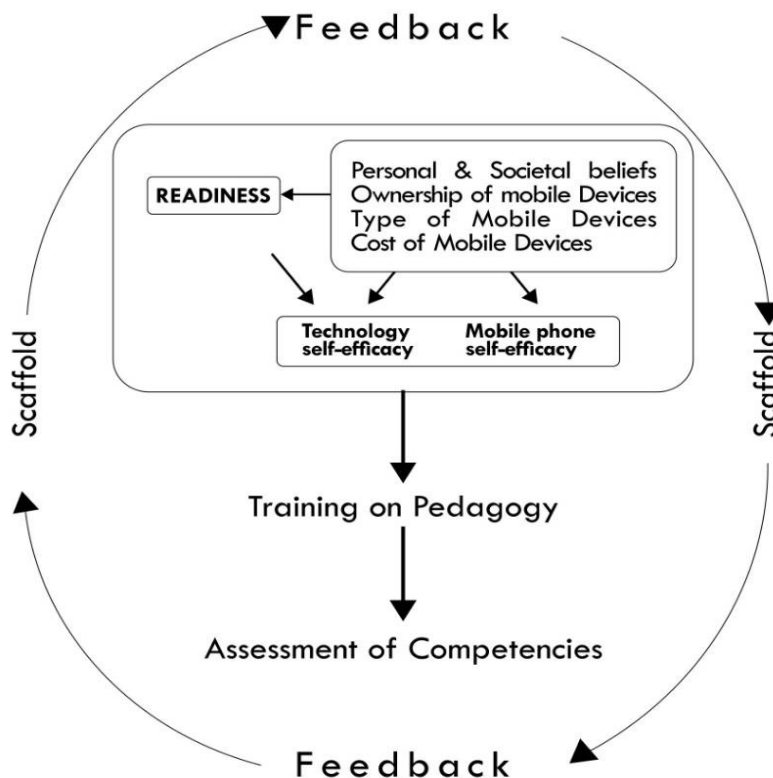 Feedback
Personal & Societal beliefs
READINESS
Ownership of mobile Devices
Type of Mobile Devices
Cost of Mobile Devices
Technology
self-efficacy
Mobile phone
self-efficacy
Scaffold
Scaffold
Training on Pedagogy
Assessment of Competencies
Feedback